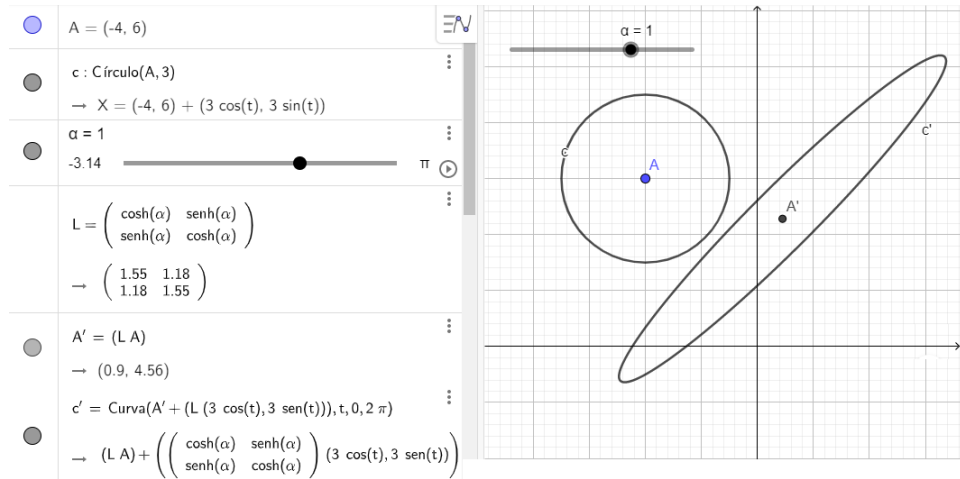 A = (-4, 6)
c : Círculo(A, 3)
→ X = (-4, 6) + (3 cos(t), 3 sin(t))
α = 1
-3.14 π
L = ( cosh(α) senh(α)
senh(α) cosh(α) )
→ ( 1.55 1.18
1.18 1.55 )
A′ = (L A)
→ (0.9, 4.56)
c′ = Curva(A′ + (L (3 cos(t), 3 sen(t))), t, 0, 2 π)
→ (L A) + (( cosh(α) senh(α)
senh(α) cosh(α) ) (3 cos(t), 3 sen(t)))
α = 1
c
A
c'
A'